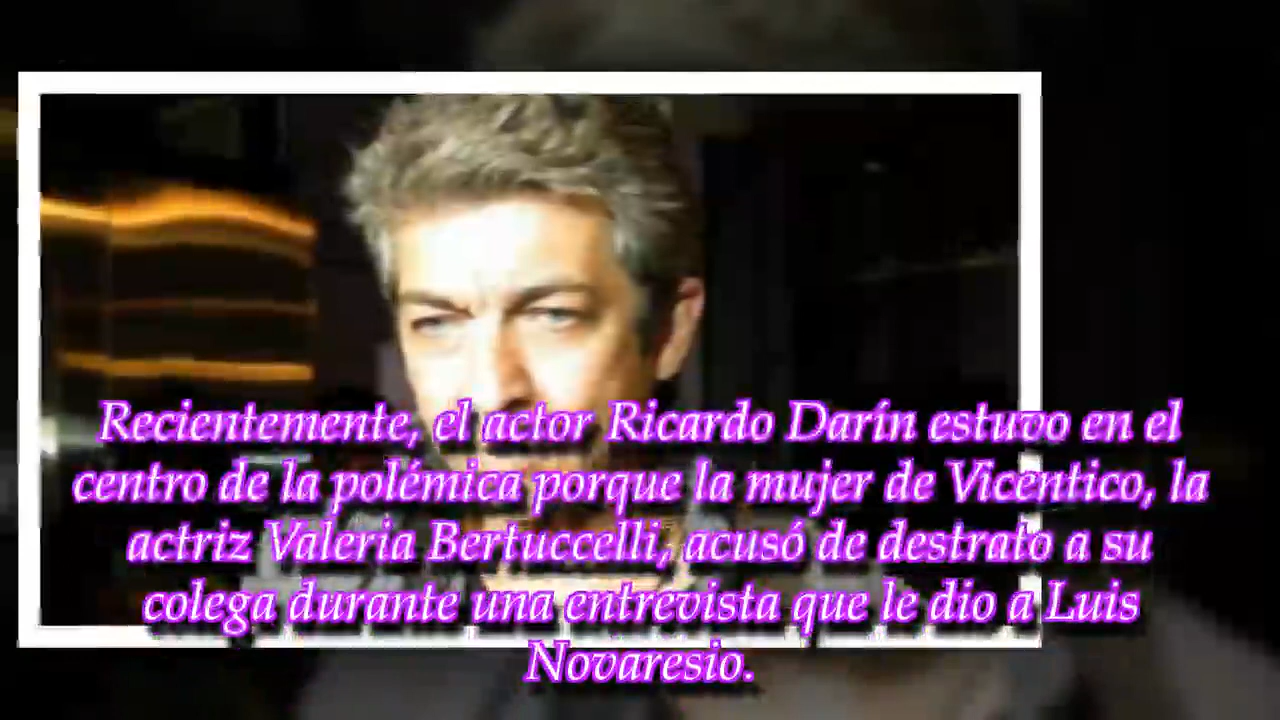 Recientemente, el actor Ricardo Darín estuvo en el
centro de la polémica porque la mujer de Vicentico, la
actriz Valeria Bertuccelli, acusó de destrato a su
colega durante una entrevista que le dio a Luis
Novaresio.